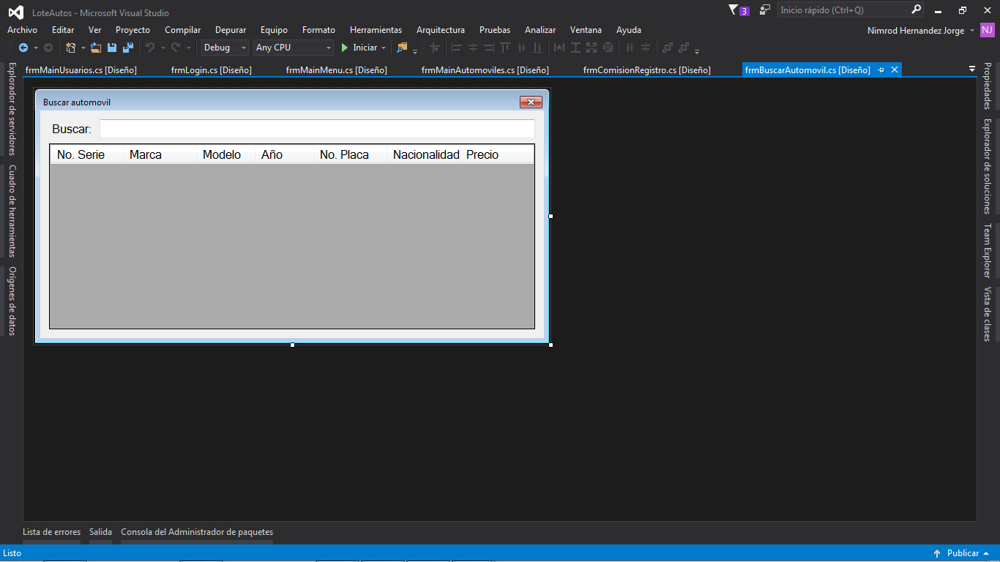 LoteAutos - Microsoft Visual Studio
3
Inicio rápido (Ctrl+Q)
Archivo Editar Ver Proyecto Compilar Depurar Equipo Formato Herramientas Arquitectura Pruebas Analizar Ventana Ayuda
Nimrod Hernandez Jorge
NJ
Debug
Any CPU
Iniciar
frmMainUsuarios.cs [Diseño] frmLogin.cs [Diseño] frmMainMenu.cs [Diseño] frmMainAutomoviles.cs [Diseño] frmComisionRegistro.cs [Diseño] frmBuscarAutomovil.cs [Diseño]
Explorador de servidores
Cuadro de herramientas
Orígenes de datos
Buscar automovil
Buscar:
No. Serie Marca Modelo Año No. Placa Nacionalidad Precio
Propiedades
Explorador de soluciones
Team Explorer
Vista de clases
Lista de errores Salida Consola del Administrador de paquetes
Listo
Publicar